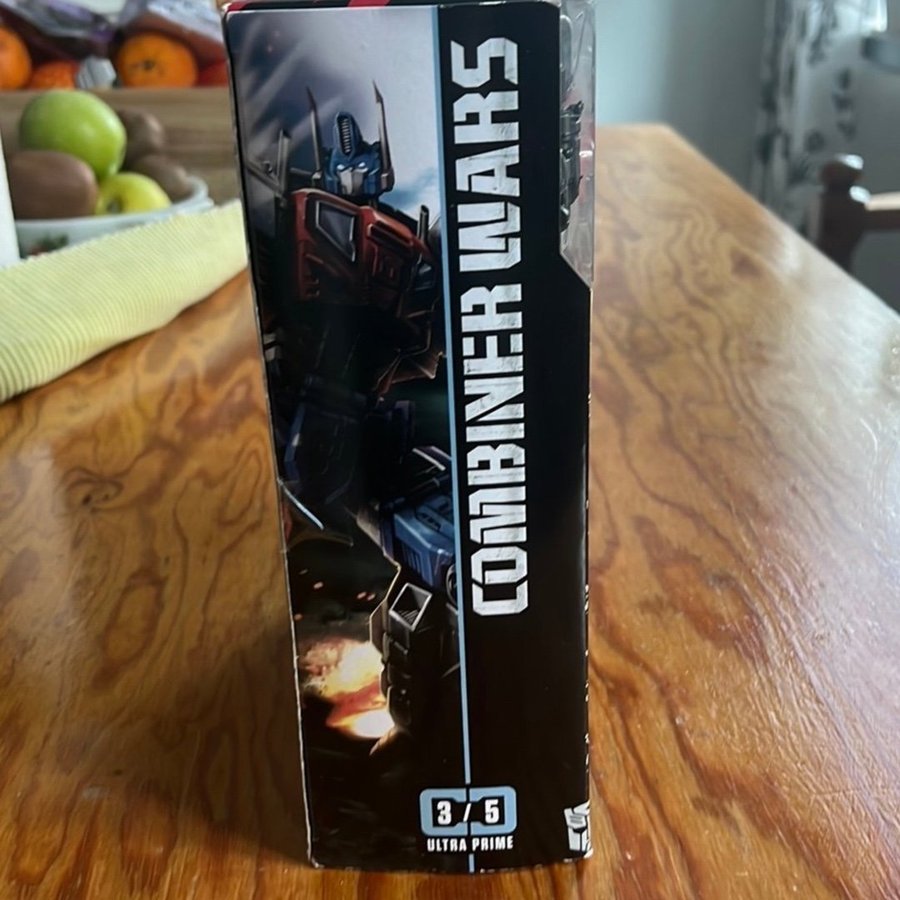 COMBINER WARS
3 / 5
ULTRA PRIME